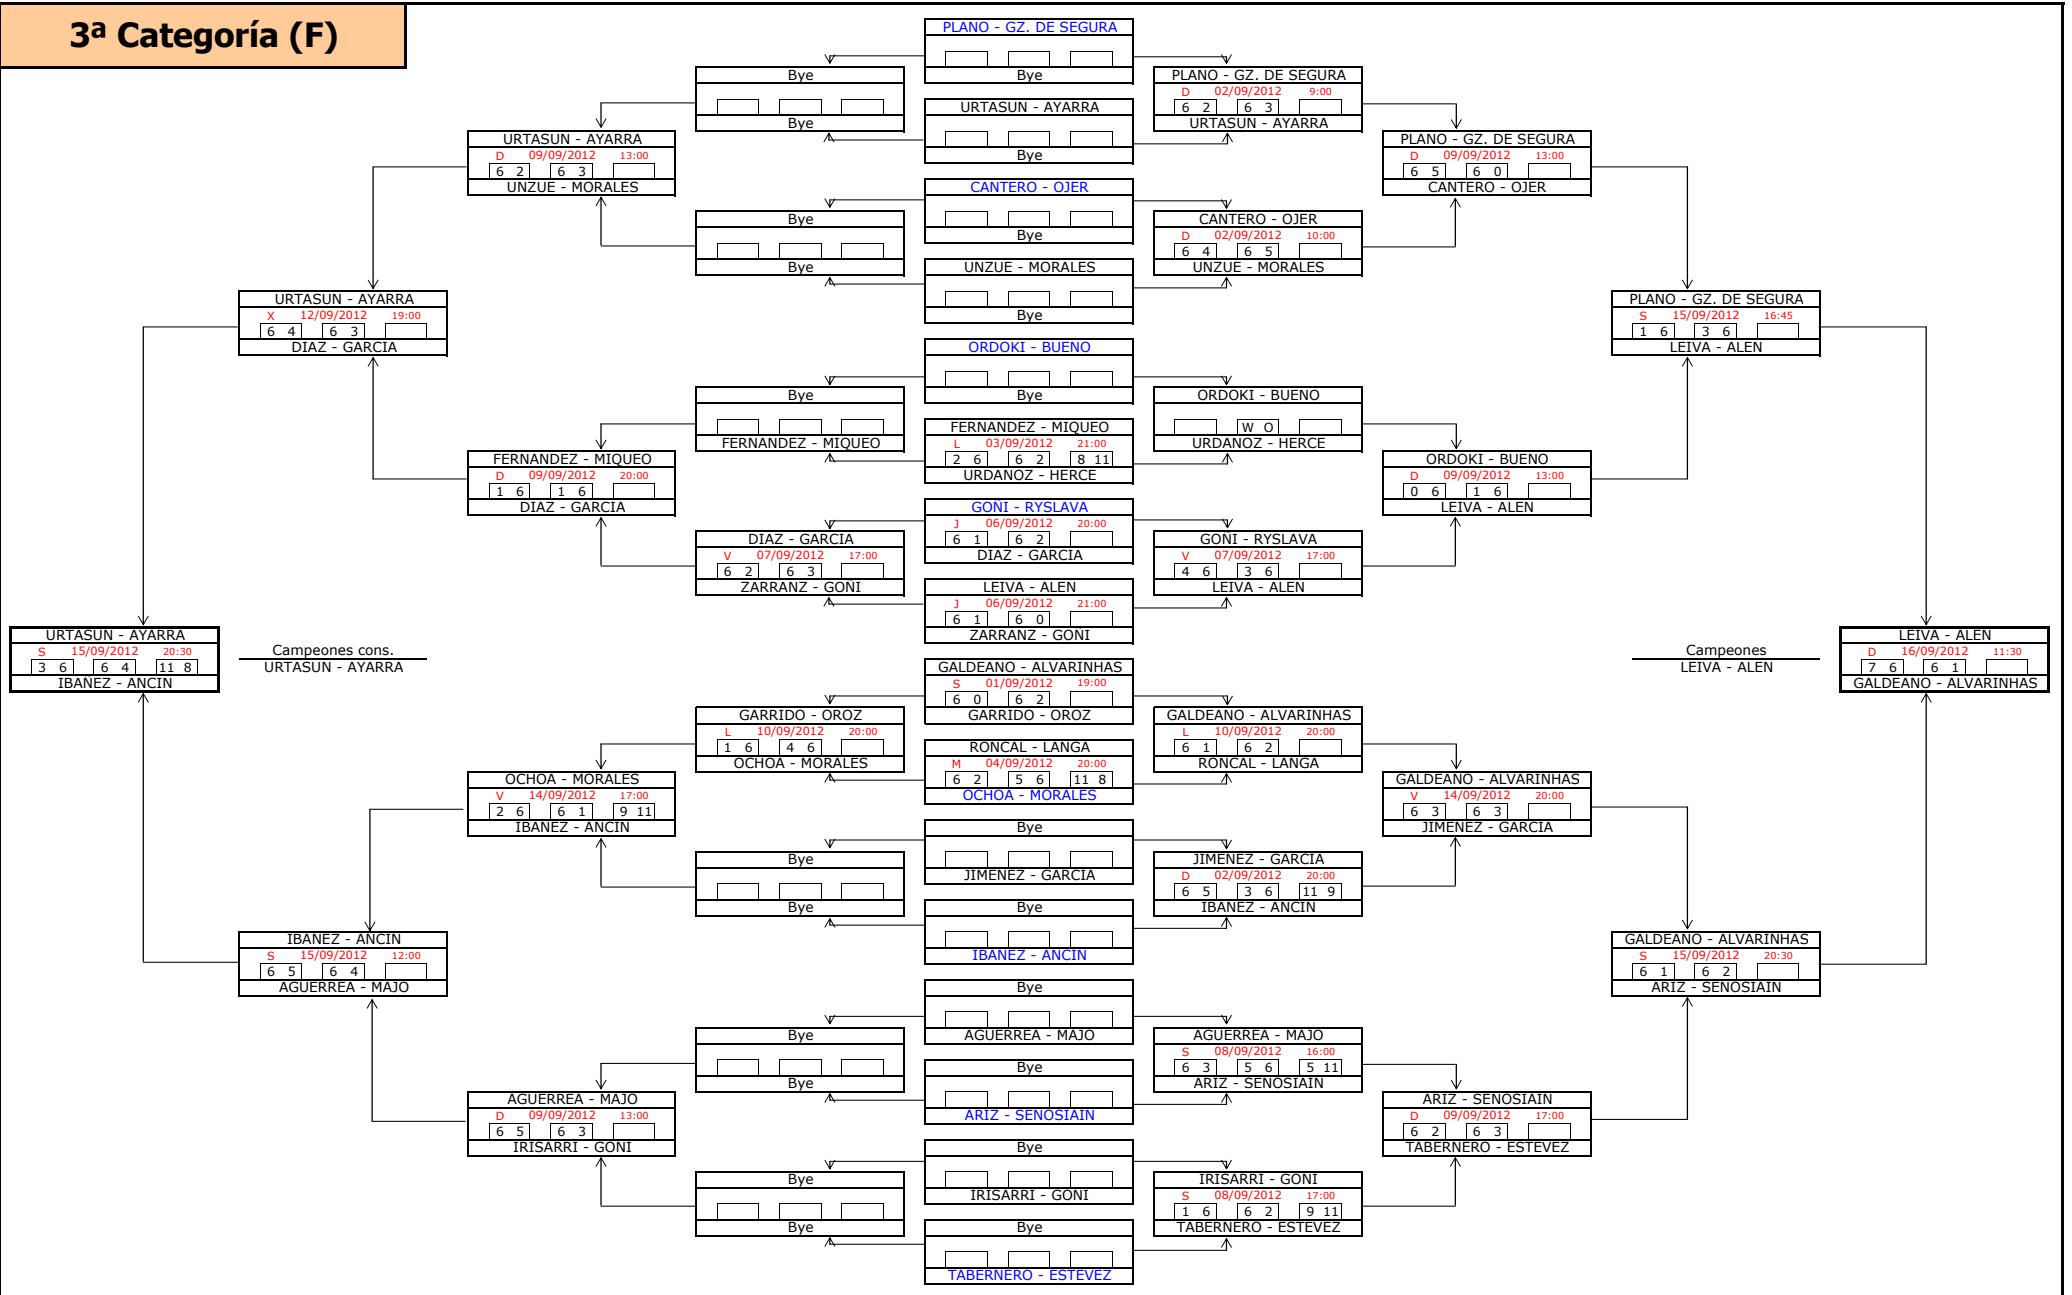 3ª Categoría (F)
URTASUN - AYARRA
S 15/09/2012 20:30
3 6 6 4 11 8
IBAÑEZ - ANCIN
Campeones cons.
URTASUN - AYARRA
URTASUN - AYARRA
X 12/09/2012 19:00
6 4 6 3
DIAZ - GARCIA
IBAÑEZ - ANCIN
S 15/09/2012 12:00
6 5 6 4
AGUERREA - MAJO
URTASUN - AYARRA
D 09/09/2012 13:00
6 2 6 3
UNZUE - MORALES
FERNANDEZ - MIQUEO
D 09/09/2012 20:00
1 6 1 6
DIAZ - GARCIA
OCHOA - MORALES
V 14/09/2012 17:00
2 6 6 1 9 11
IBAÑEZ - ANCIN
AGUERREA - MAJO
D 09/09/2012 13:00
6 5 6 3
IRISARRI - GOÑI
Bye
Bye
Bye
Bye
Bye
FERNANDEZ - MIQUEO
DIAZ - GARCIA
V 07/09/2012 17:00
6 2 6 3
ZARRANZ - GOÑI
GARRIDO - OROZ
L 10/09/2012 20:00
1 6 4 6
OCHOA - MORALES
Bye
Bye
Bye
Bye
Bye
Bye
PLANO - GZ. DE SEGURA
Bye
URTASUN - AYARRA
Bye
CANTERO - OJER
Bye
UNZUE - MORALES
Bye
ORDOKI - BUENO
Bye
FERNANDEZ - MIQUEO
L 03/09/2012 21:00
2 6 6 2 8 11
URDANOZ - HERCE
GOÑI - RYSLAVA
J 06/09/2012 20:00
6 1 6 2
DIAZ - GARCIA
LEIVA - ALEN
J 06/09/2012 21:00
6 1 6 0
ZARRANZ - GOÑI
GALDEANO - ALVARINHAS
S 01/09/2012 19:00
6 0 6 2
GARRIDO - OROZ
RONCAL - LANGA
M 04/09/2012 20:00
6 2 5 6 11 8
OCHOA - MORALES
Bye
JIMENEZ - GARCIA
Bye
IBAÑEZ - ANCIN
Bye
AGUERREA - MAJO
Bye
ARIZ - SENOSIAIN
Bye
IRISARRI - GOÑI
Bye
TABERNERO - ESTEVEZ
PLANO - GZ. DE SEGURA
D 02/09/2012 9:00
6 2 6 3
URTASUN - AYARRA
CANTERO - OJER
D 02/09/2012 10:00
6 4 6 5
UNZUE - MORALES
ORDOKI - BUENO
W O
URDANOZ - HERCE
GOÑI - RYSLAVA
V 07/09/2012 17:00
4 6 3 6
LEIVA - ALEN
GALDEANO - ALVARINHAS
L 10/09/2012 20:00
6 1 6 2
RONCAL - LANGA
JIMENEZ - GARCIA
D 02/09/2012 20:00
6 5 3 6 11 9
IBAÑEZ - ANCIN
AGUERREA - MAJO
S 08/09/2012 16:00
6 3 5 6 5 11
ARIZ - SENOSIAIN
IRISARRI - GOÑI
S 08/09/2012 17:00
1 6 6 2 9 11
TABERNERO - ESTEVEZ
PLANO - GZ. DE SEGURA
D 09/09/2012 13:00
6 5 6 0
CANTERO - OJER
ORDOKI - BUENO
D 09/09/2012 13:00
0 6 1 6
LEIVA - ALEN
GALDEANO - ALVARINHAS
V 14/09/2012 20:00
6 3 6 3
JIMENEZ - GARCIA
ARIZ - SENOSIAIN
D 09/09/2012 17:00
6 2 6 3
TABERNERO - ESTEVEZ
PLANO - GZ. DE SEGURA
S 15/09/2012 16:45
1 6 3 6
LEIVA - ALEN
GALDEANO - ALVARINHAS
S 15/09/2012 20:30
6 1 6 2
ARIZ - SENOSIAIN
Campeones
LEIVA - ALEN
LEIVA - ALEN
D 16/09/2012 11:30
7 6 6 1
GALDEANO - ALVARINHAS